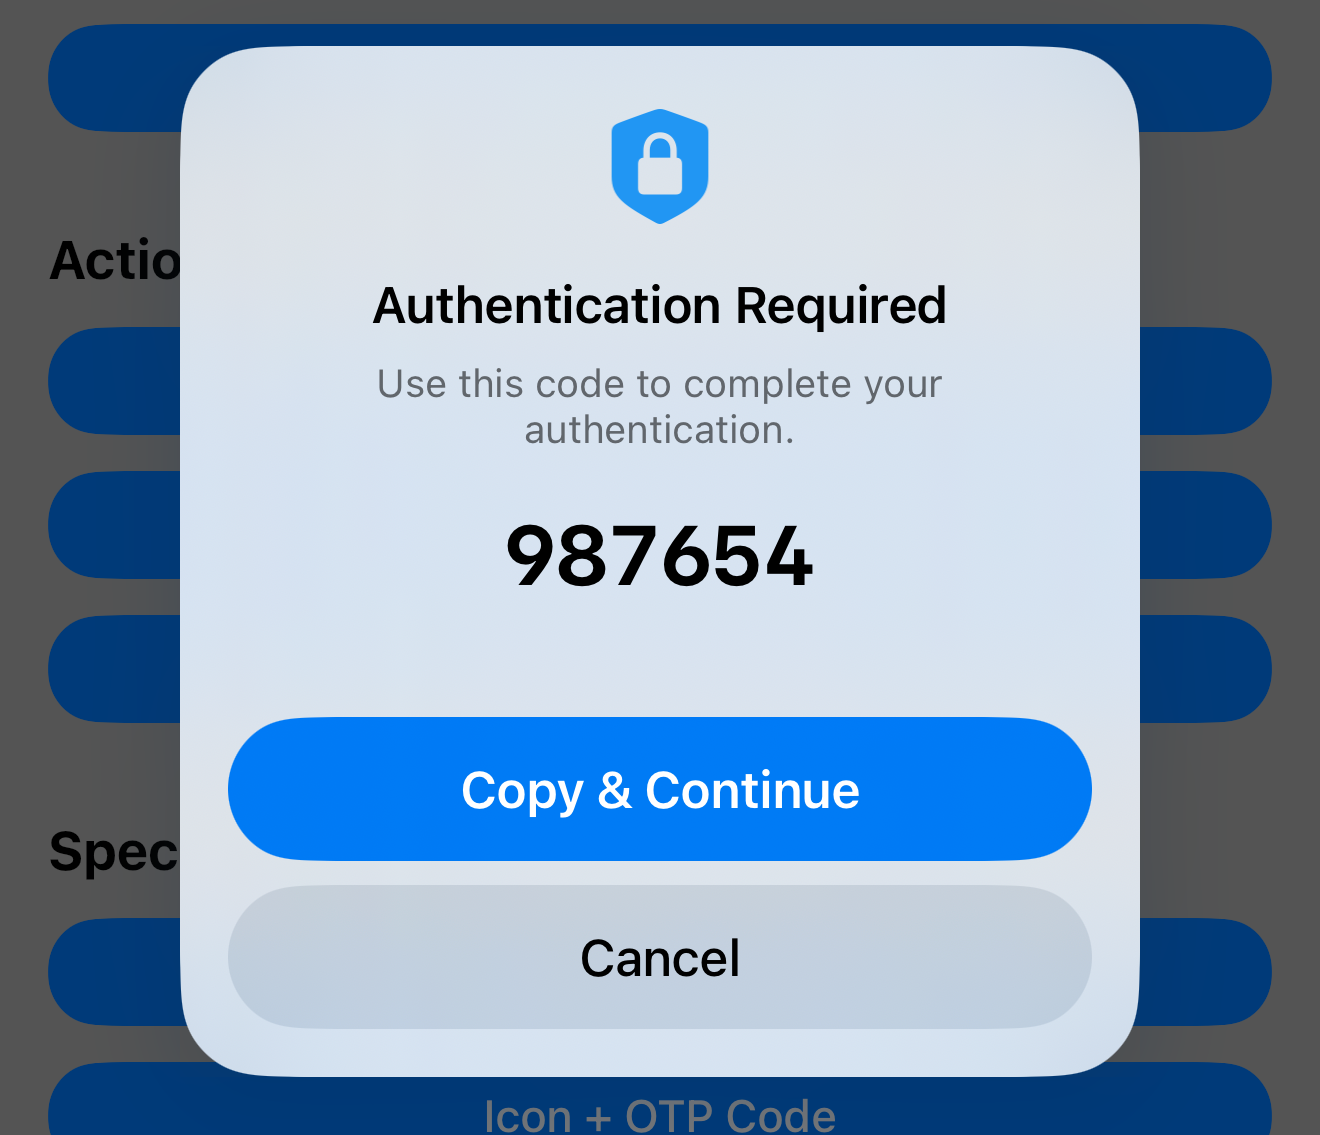 Actio
Authentication Required
Use this code to complete your
authentication.
987654
Copy & Continue
Spec
Cancel
Icon + OTP Code